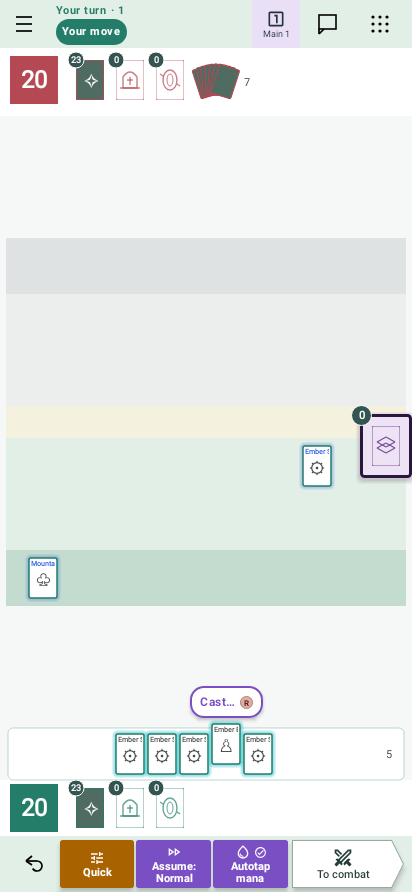 Your turn · 1
Your move
1
Main 1
20
23
0
0
7
0
Ember S
Mounta
Cast... R
Ember S
Ember S
Ember S
Ember E
Ember S
5
20
23
0
0
Quick
Assume:
Normal
Autotap
mana
To combat